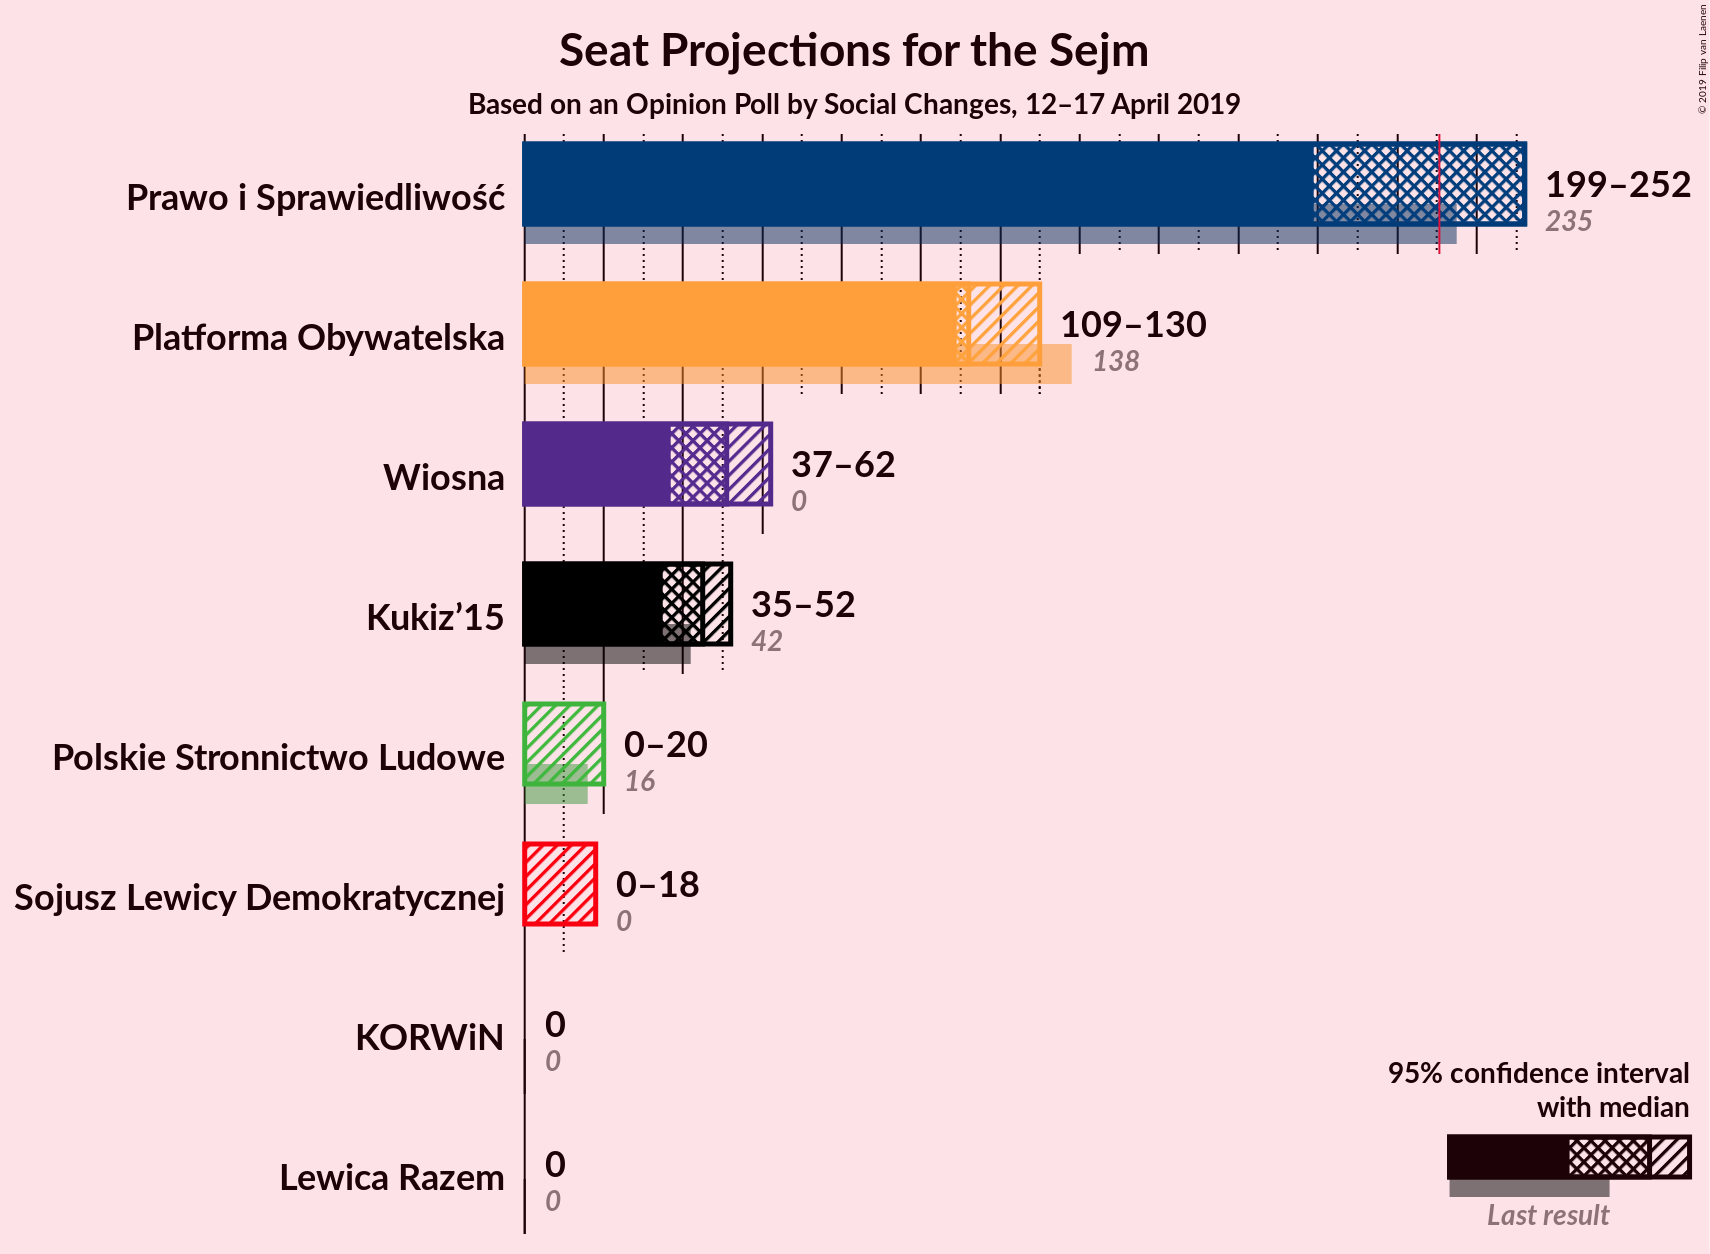 Seat Projections for the Sejm
Based on an Opinion Poll by Social Changes, 12–17 April 2019
© 2019 Filip van Laenen
Prawo i Sprawiedliwość
199–252
235
Platforma Obywatelska
109–130
138
Wiosna
37–62
0
Kukiz’15
35–52
42
Polskie Stronnictwo Ludowe
0–20
16
Sojusz Lewicy Demokratycznej
0–18
0
KORWiN
0
0
Lewica Razem
0
0
95% confidence interval
with median
Last result